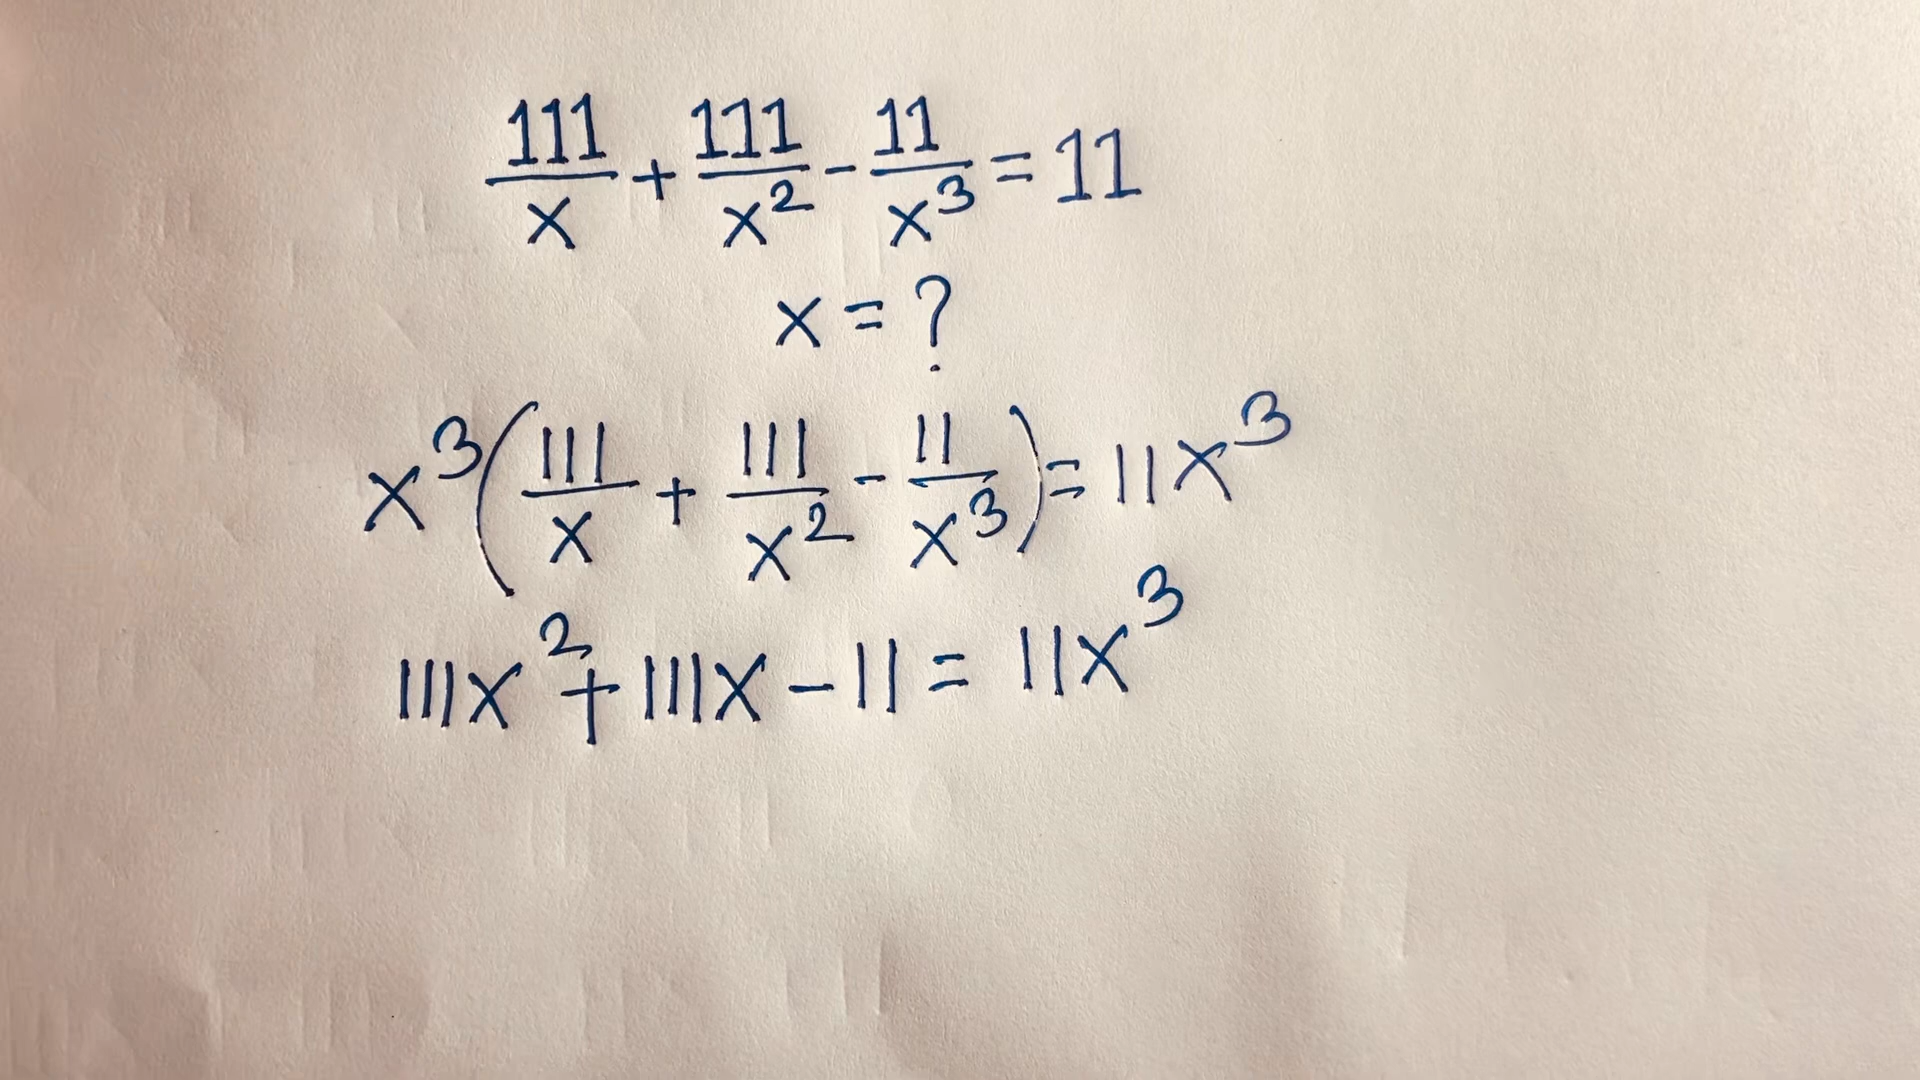 111/x + 111/x² - 11/x³ = 11
x = ?
x³(111/x + 111/x² - 11/x³) = 11x³
111x² + 111x - 11 = 11x³